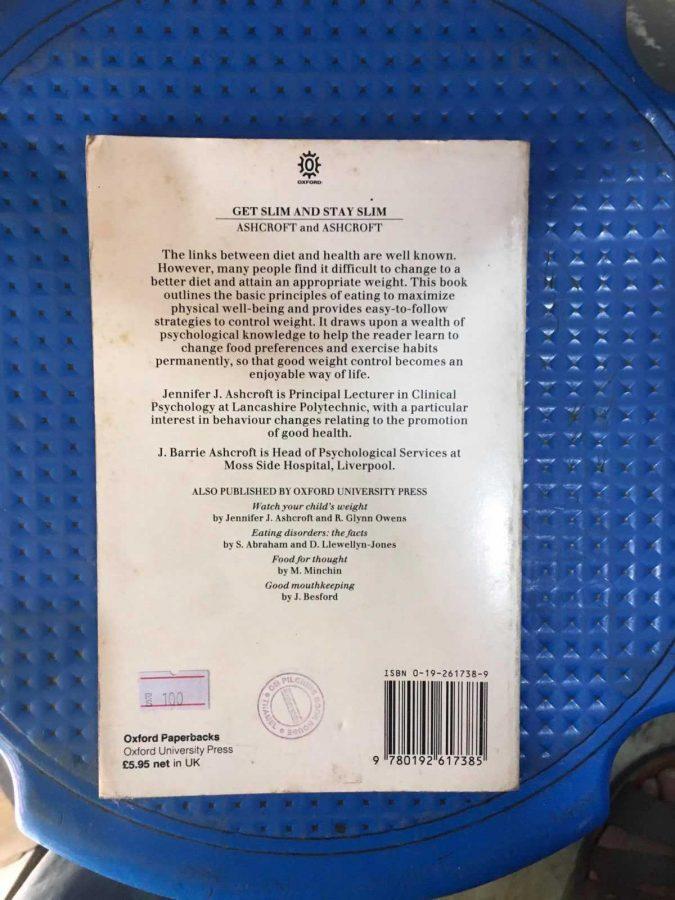 OXFORD
GET SLIM AND STAY SLIM
ASHCROFT and ASHCROFT
The links between diet and health are well known.
However, many people find it difficult to change to a
better diet and attain an appropriate weight. This book
outlines the basic principles of eating to maximize
physical well-being and provides easy-to-follow
strategies to control weight. It draws upon a wealth of
psychological knowledge to help the reader learn to
change food preferences and exercise habits
permanently, so that good weight control becomes an
enjoyable way of life.
Jennifer J. Ashcroft is Principal Lecturer in Clinical
Psychology at Lancashire Polytechnic, with a particular
interest in behaviour changes relating to the promotion
of good health.
J. Barrie Ashcroft is Head of Psychological Services at
Moss Side Hospital, Liverpool.
ALSO PUBLISHED BY OXFORD UNIVERSITY PRESS
Watch your child's weight
by Jennifer J. Ashcroft and R. Glynn Owens
Eating disorders: the facts
by S. Abraham and D. Llewellyn-Jones
Food for thought
by M. Minchin
Good mouthkeeping
by J. Besford
100
PILGRIMS BOOK HOUSE
Oxford Paperbacks
Oxford University Press
£5.95 net in UK
ISBN 0-19-261738-9
9 780192 617385